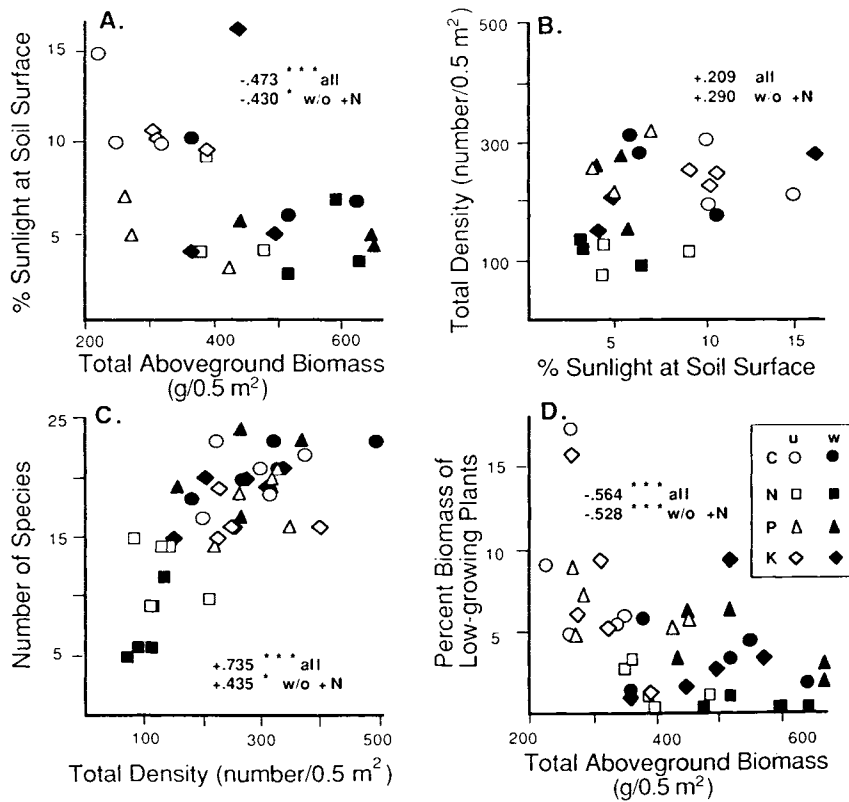 A.
15
10
5
% Sunlight at Soil Surface
-.473 *** all
-.430 * w/o +N
200 400 600
Total Aboveground Biomass
(g/0.5 m²)
B.
500
300
100
Total Density (number/0.5 m²)
+.209 all
+.290 w/o +N
5 10 15
% Sunlight at Soil Surface
C.
25
15
5
Number of Species
+.735 *** all
+.435 * w/o +N
100 300 500
Total Density (number/0.5 m²)
D.
15
10
5
Percent Biomass of
Low-growing Plants
-.564 *** all
-.528 *** w/o +N
u w
C
N
P
K
200 400 600
Total Aboveground Biomass
(g/0.5 m²)